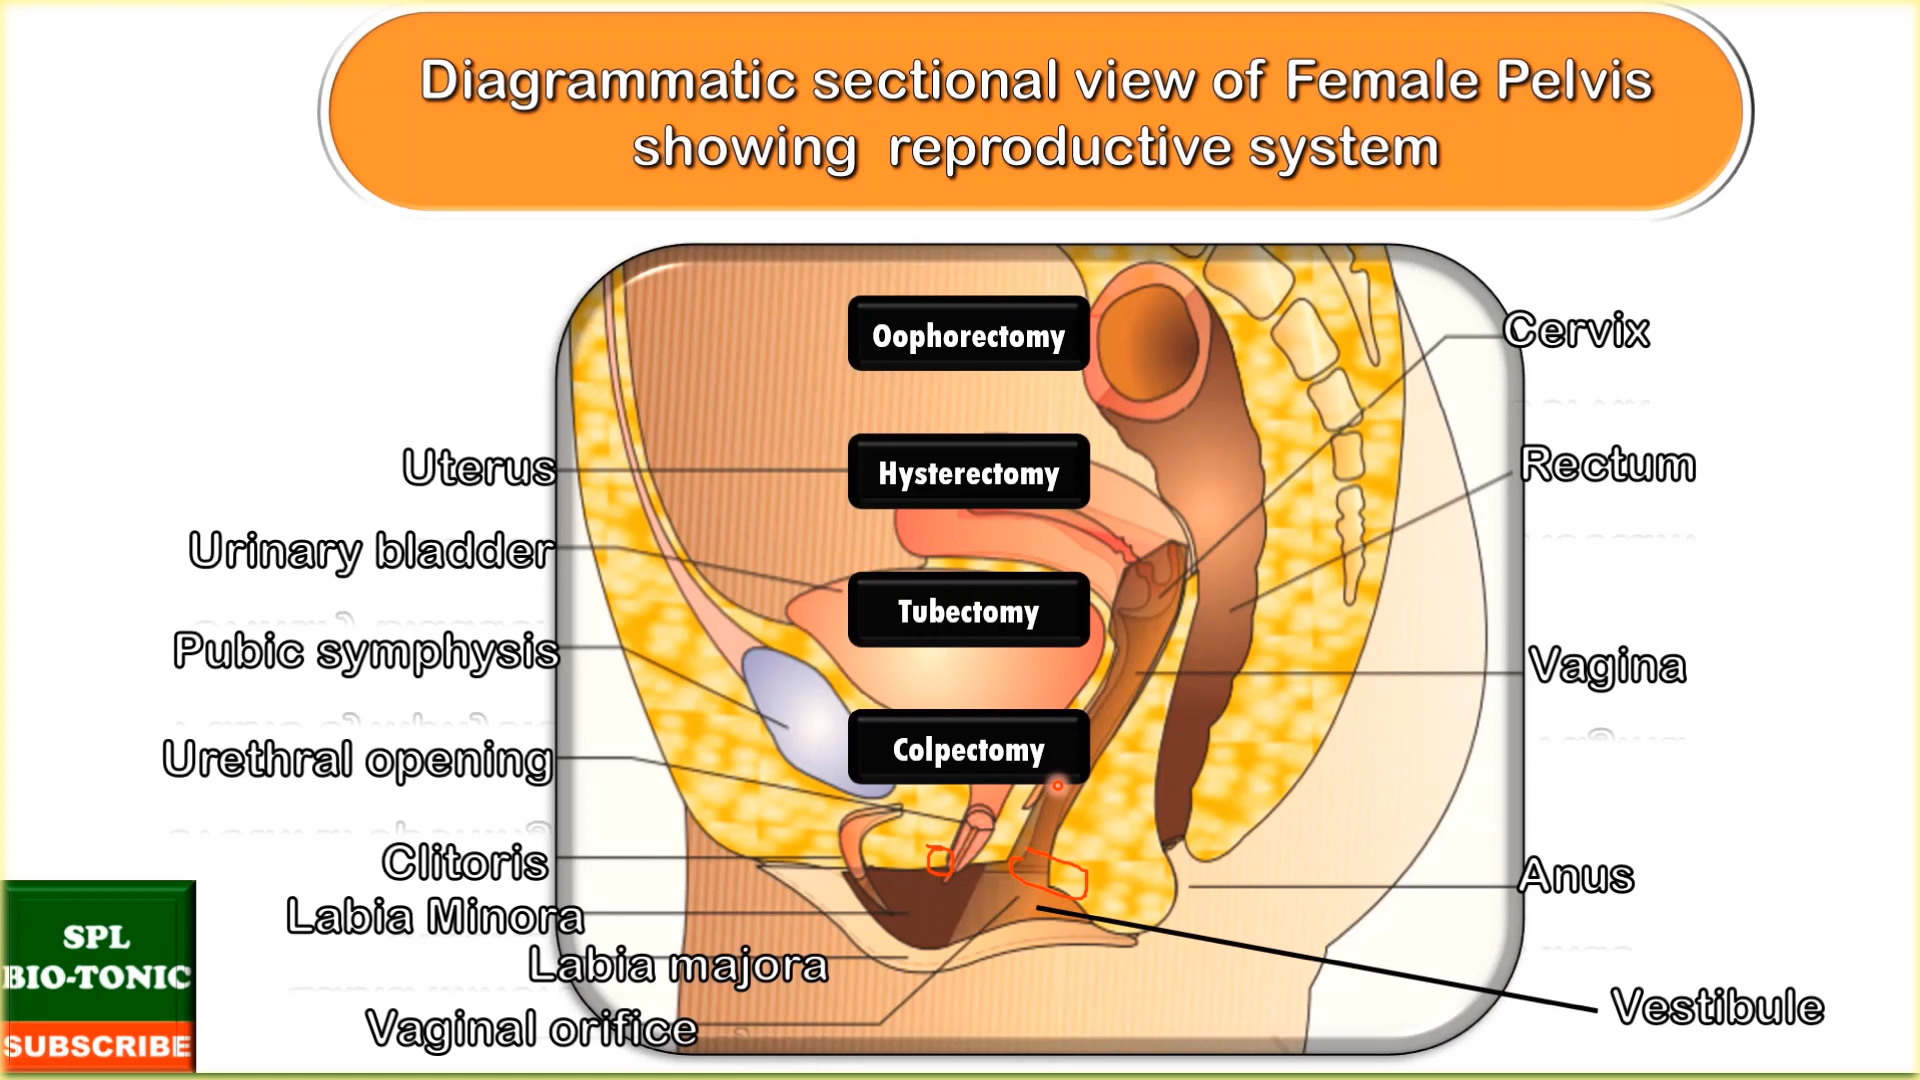 Diagrammatic sectional view of Female Pelvis
showing reproductive system
Oophorectomy
Cervix
Uterus
Hysterectomy
Rectum
Urinary bladder
Tubectomy
Pubic symphysis
Vagina
Urethral opening
Colpectomy
Clitoris
Anus
Labia Minora
Labia majora
Vaginal orifice
Vestibule
SPL
BIO-TONIC
SUBSCRIBE